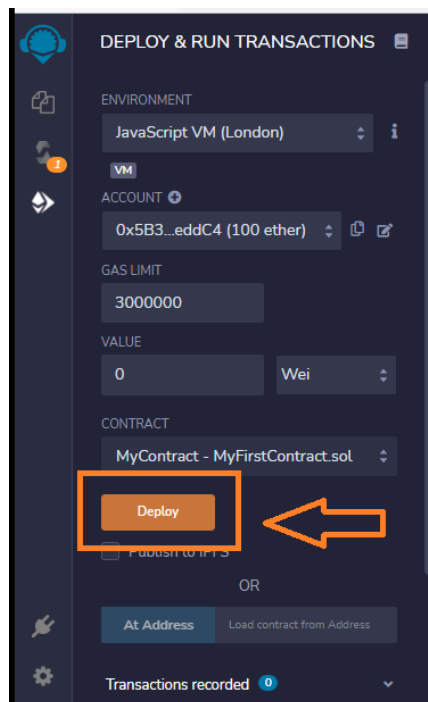 DEPLOY & RUN TRANSACTIONS
ENVIRONMENT
JavaScript VM (London)
VM
1
ACCOUNT
0x5B3...eddC4 (100 ether)
GAS LIMIT
3000000
VALUE
0 Wei
CONTRACT
MyContract - MyFirstContract.sol
Deploy
Publish to IPFS
OR
At Address Load contract from Address
Transactions recorded 0